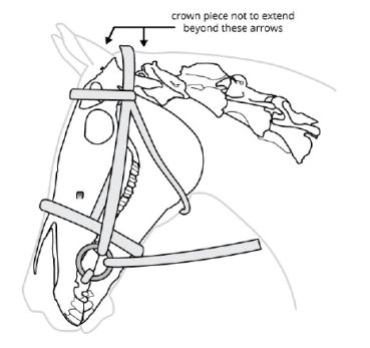 crown piece not to extend
beyond these arrows